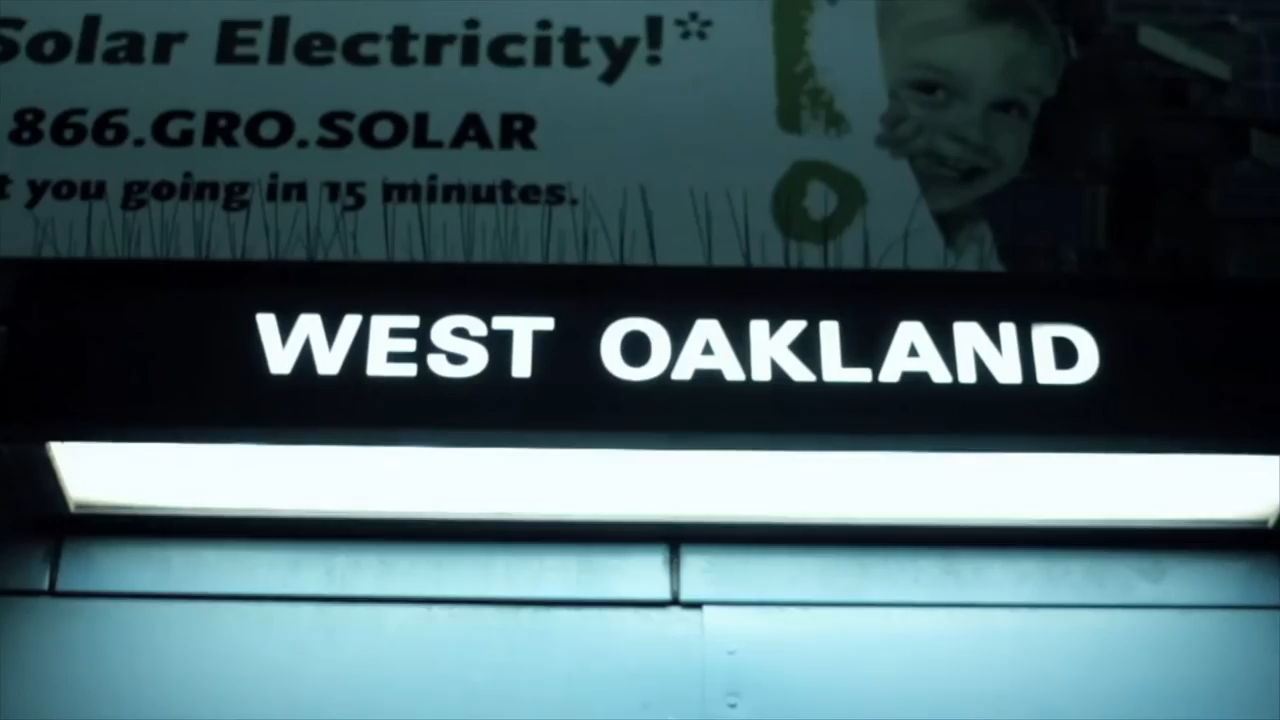 Solar Electricity!*
866.GRO.SOLAR
you going in 15 minutes.
WEST OAKLAND